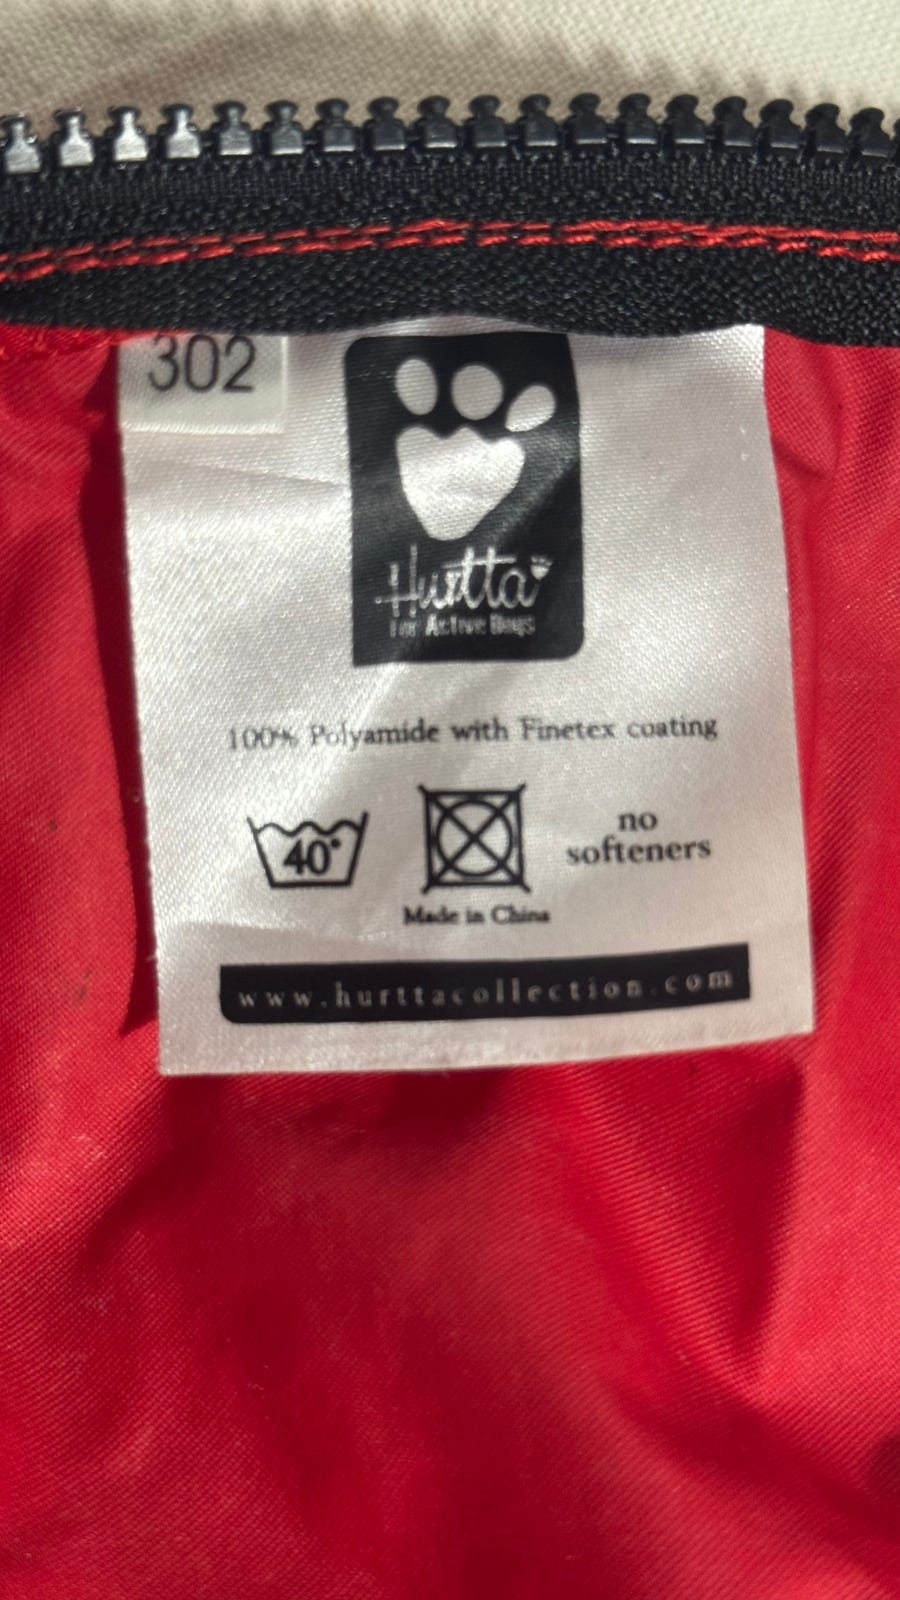 302
Hurtta
For Active Dogs
100% Polyamide with Finetex coating
40°
no
softeners
Made in China
www.hurttacollection.com